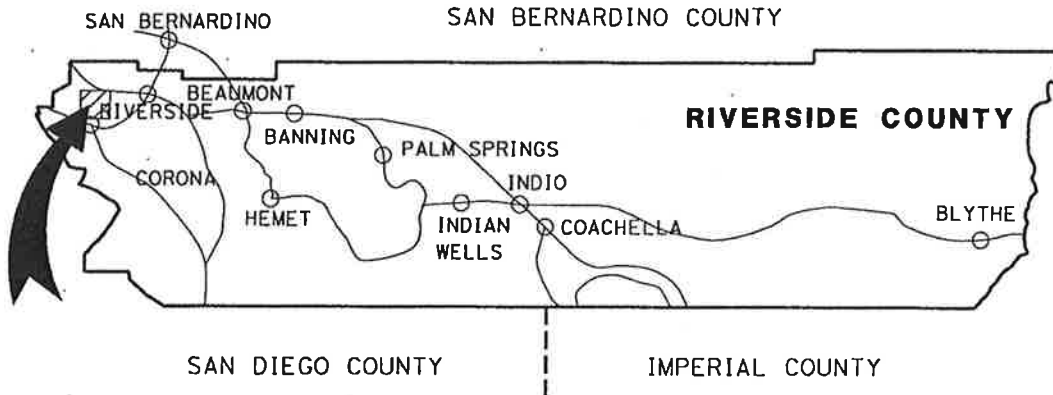 SAN BERNARDINO COUNTY
SAN BERNARDINO
BEAUMONT
RIVERSIDE
RIVERSIDE COUNTY
BANNING
PALM SPRINGS
CORONA
INDIO
HEMET
INDIAN
WELLS
COACHELLA
BLYTHE
SAN DIEGO COUNTY
IMPERIAL COUNTY